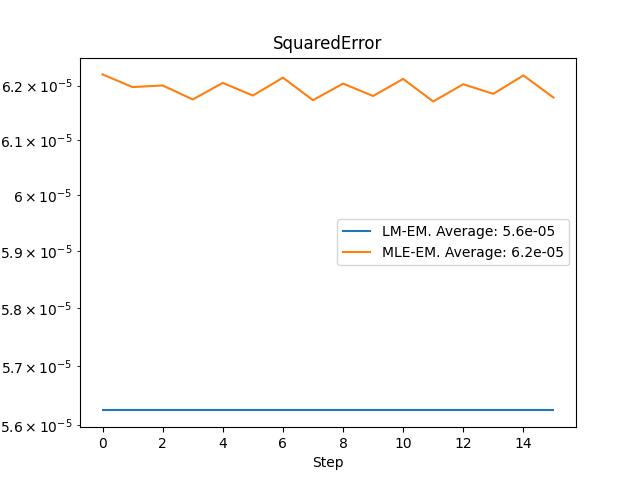 SquaredError
6.2 × 10⁻⁵
6.1 × 10⁻⁵
6 × 10⁻⁵
5.9 × 10⁻⁵
5.8 × 10⁻⁵
5.7 × 10⁻⁵
5.6 × 10⁻⁵
LM-EM. Average: 5.6e-05
MLE-EM. Average: 6.2e-05
0 2 4 6 8 10 12 14
Step